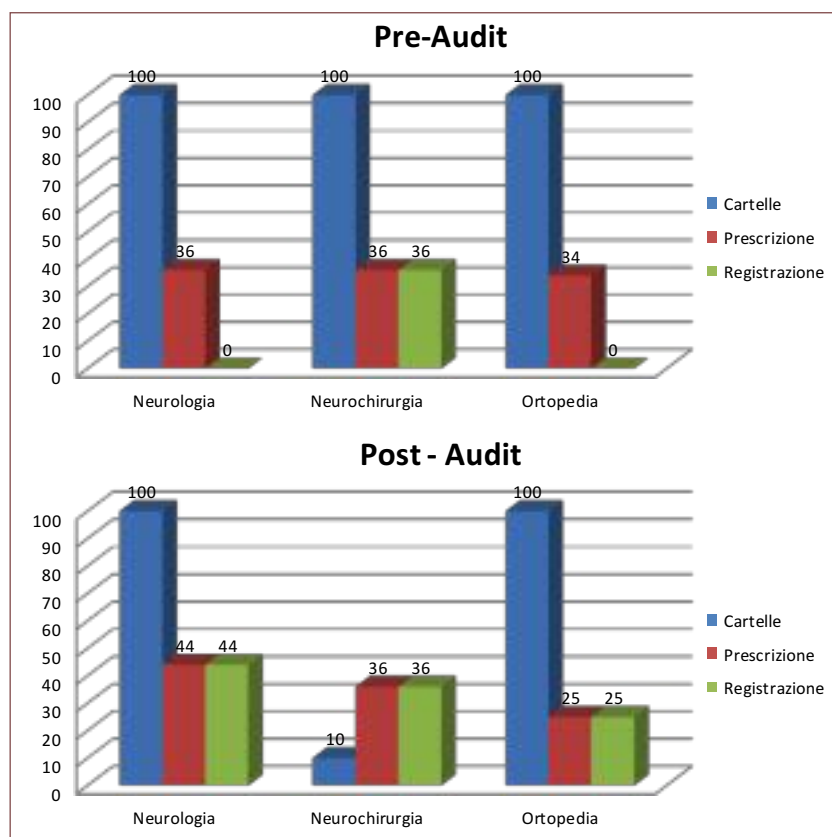 Pre-Audit
100
100
100
100
90
80
70
60
50
40
30
20
10
0
36
0
36
36
34
0
Neurologia
Neurochirurgia
Ortopedia
Cartelle
Prescrizione
Registrazione
Post - Audit
100
100
100
90
80
70
60
50
40
30
20
10
0
44
44
10
36
36
25
25
Neurologia
Neurochirurgia
Ortopedia
Cartelle
Prescrizione
Registrazione